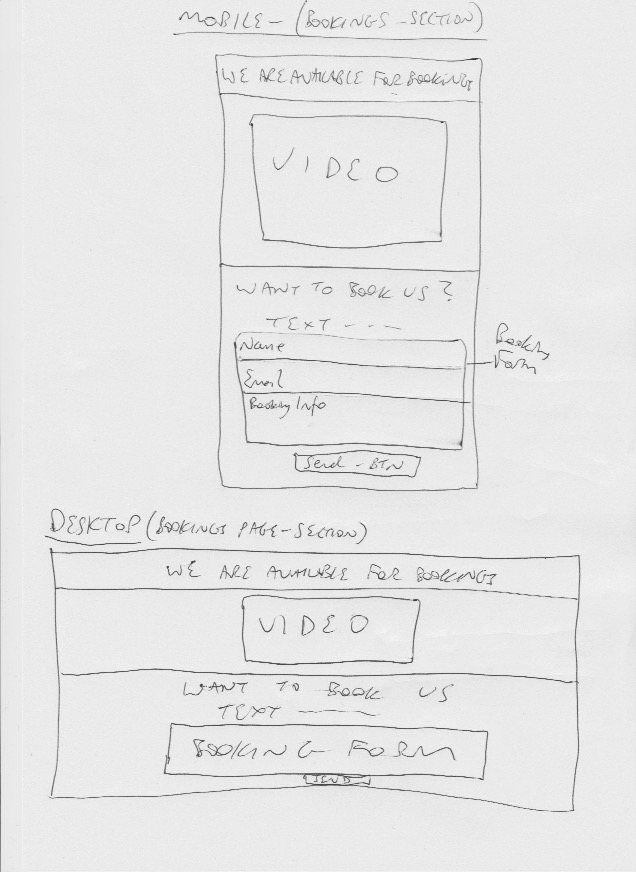 MOBILE - (BOOKINGS - SECTION)
WE ARE AVAILABLE FOR BOOKINGS
VIDEO
WANT TO BOOK US?
TEXT ---
Name
Booking
Form
Email
Booking Info
Send - BTN
DESKTOP (BOOKINGS PAGE-SECTION)
WE ARE AVAILABLE FOR BOOKINGS
VIDEO
WANT TO BOOK US
TEXT ---
BOOKING FORM
SEND